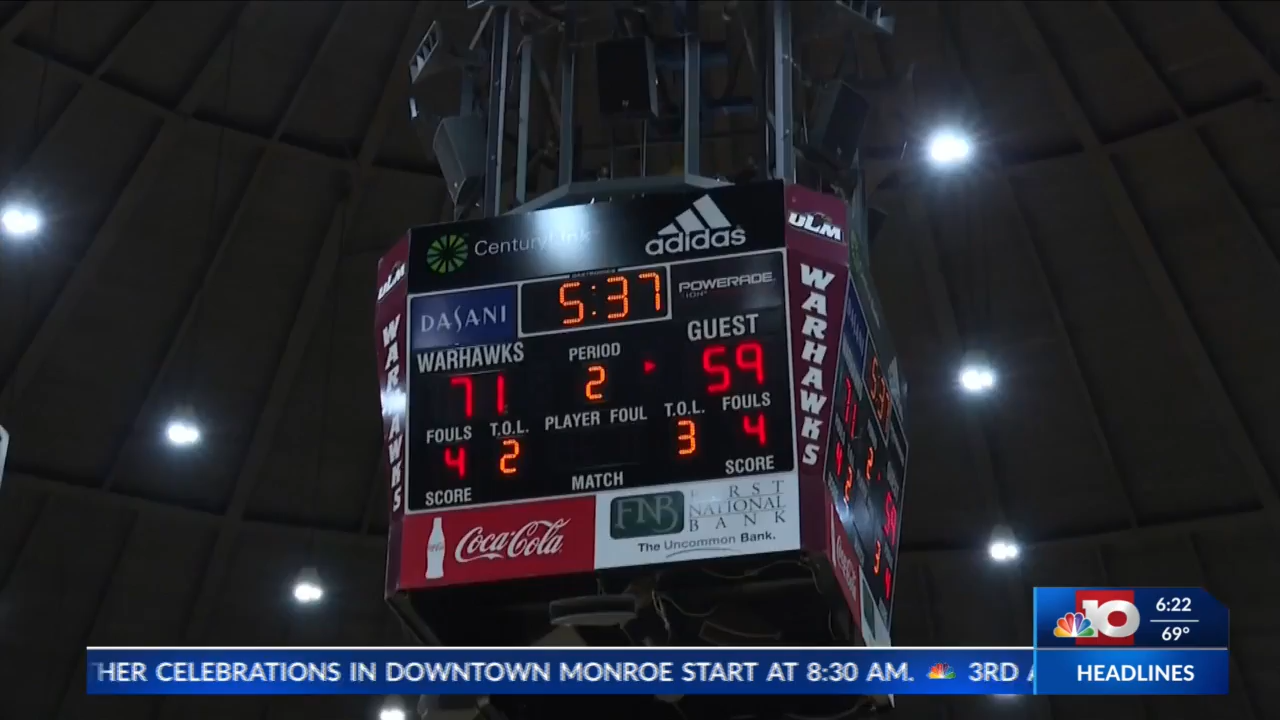 CenturyLink
adidas
ULM
DASANI
5:37
POWERADE
WARHAWKS
PERIOD
GUEST
71
2
59
FOULS
T.O.L.
PLAYER FOUL
T.O.L.
FOULS
4
2
3
4
SCORE
MATCH
SCORE
Coca-Cola
FNB
FIRST
NATIONAL
BANK
The Uncommon Bank.
ULM
WARHAWKS
WARHAWKS
10
6:22
69°
HEADLINES
HER CELEBRATIONS IN DOWNTOWN MONROE START AT 8:30 AM. 3RD